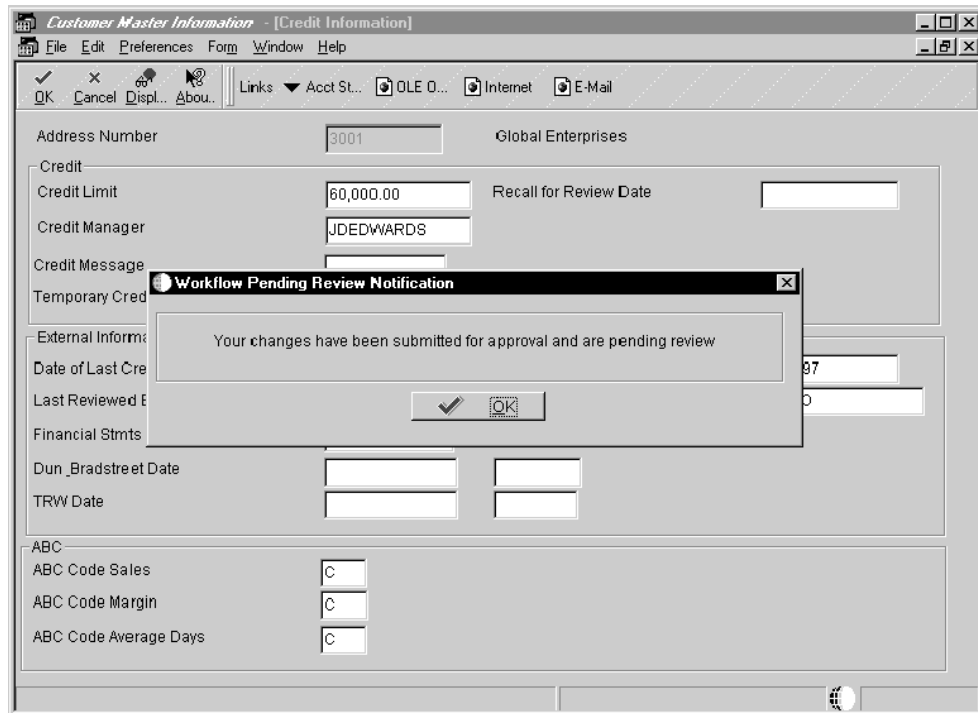 Customer Master Information - [Credit Information]
File Edit Preferences Form Window Help
OK Cancel Displ... Abou.. Links Acct St... OLE O... Internet E-Mail
Address Number 3001 Global Enterprises
Credit
Credit Limit 60,000.00 Recall for Review Date
Credit Manager JDEDWARDS
Credit Message
Temporary Cred
Workflow Pending Review Notification
Your changes have been submitted for approval and are pending review
OK
External Informa
Date of Last Cre 97
Last Reviewed B O
Financial Stmts
Dun_Bradstreet Date
TRW Date
ABC
ABC Code Sales C
ABC Code Margin C
ABC Code Average Days C